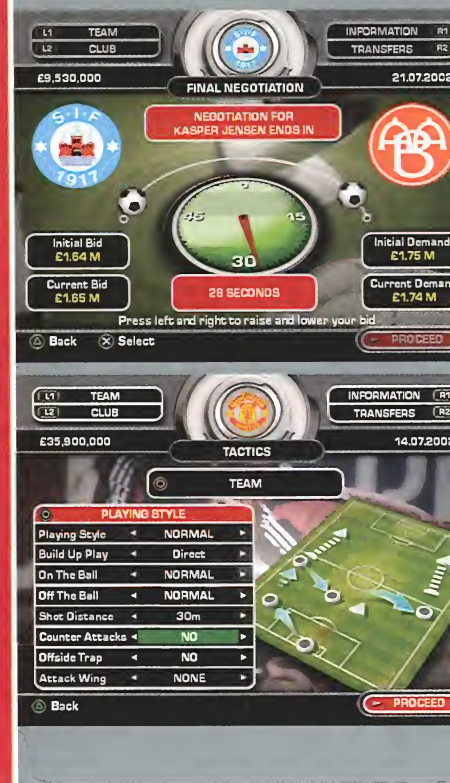 L1 TEAM INFORMATION R1
L2 CLUB TRANSFERS R2
1917
£9,530,000 21.07.2002
FINAL NEGOTIATION
S·I·F
1917
NEGOTIATION FOR
KASPER JENSEN ENDS IN
AB
0
45 15
30
Initial Bid
£1.64 M
Initial Demand
£1.75 M
Current Bid
£1.65 M
28 SECONDS
Current Deman
£1.74 M
Press left and right to raise and lower your bid
Back Select PROCEED
L1 TEAM INFORMATION R1
L2 CLUB TRANSFERS R2
£35,900,000 14.07.2002
TACTICS
TEAM
PLAYING STYLE
Playing Style NORMAL
Build Up Play Direct
On The Ball NORMAL
Off The Ball NORMAL
Shot Distance 30m
Counter Attacks NO
Offside Trap NO
Attack Wing NONE
Back PROCEED